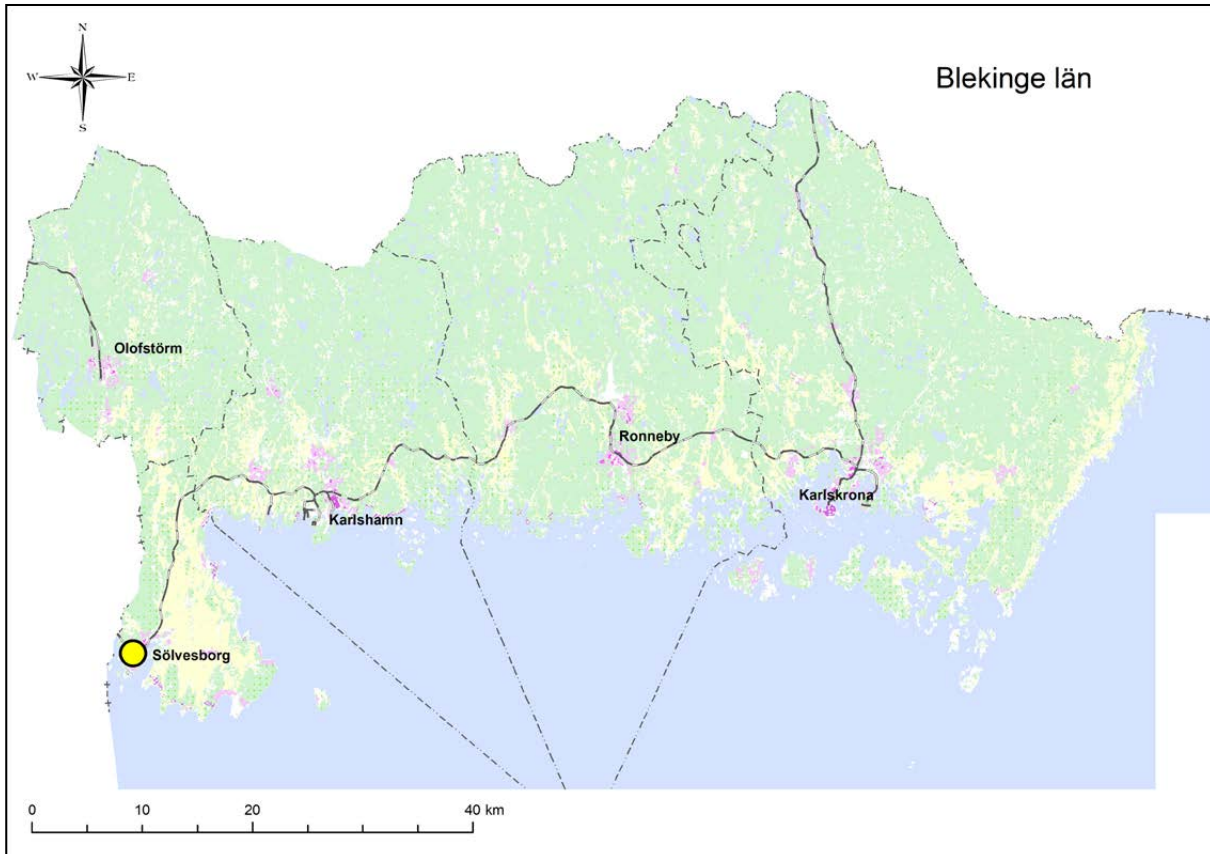 N
W E
S
Blekinge län
Olofstörm
Ronneby
Karlskrona
Karlshamn
Sölvesborg
0 10 20 40 km